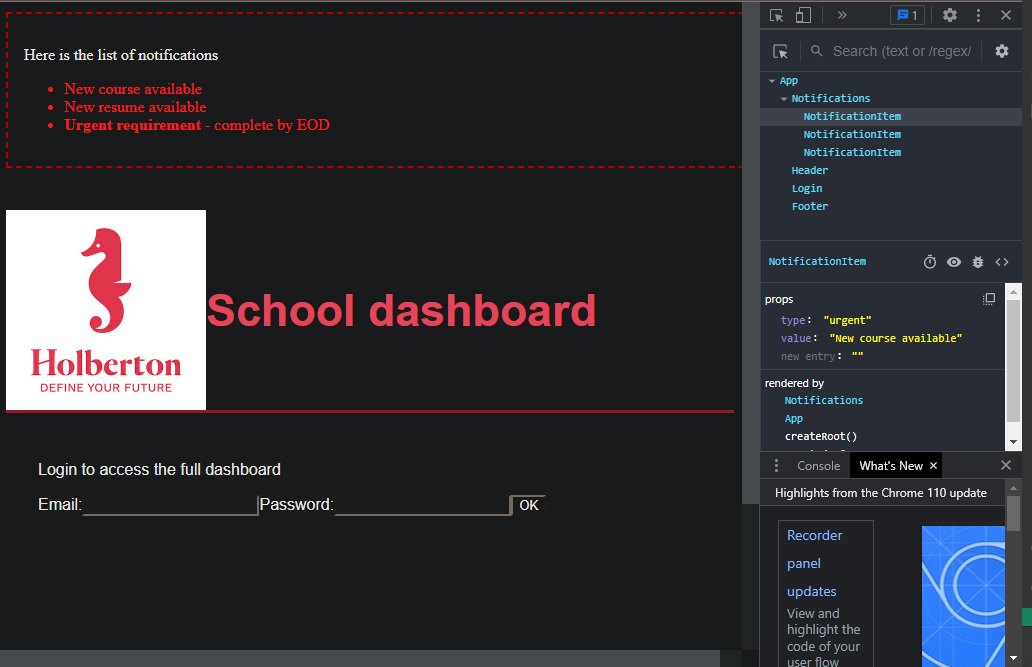 Here is the list of notifications
New course available
New resume available
Urgent requirement - complete by EOD
Holberton
DEFINE YOUR FUTURE
School dashboard
Login to access the full dashboard
Email: Password: OK
1
Search (text or /regex/
App
Notifications
NotificationItem
NotificationItem
NotificationItem
Header
Login
Footer
NotificationItem
props
type: "urgent"
value: "New course available"
new entry: ""
rendered by
Notifications
App
createRoot()
Console What's New ×
Highlights from the Chrome 110 update
Recorder
panel
updates
View and
highlight the
code of your
user flow